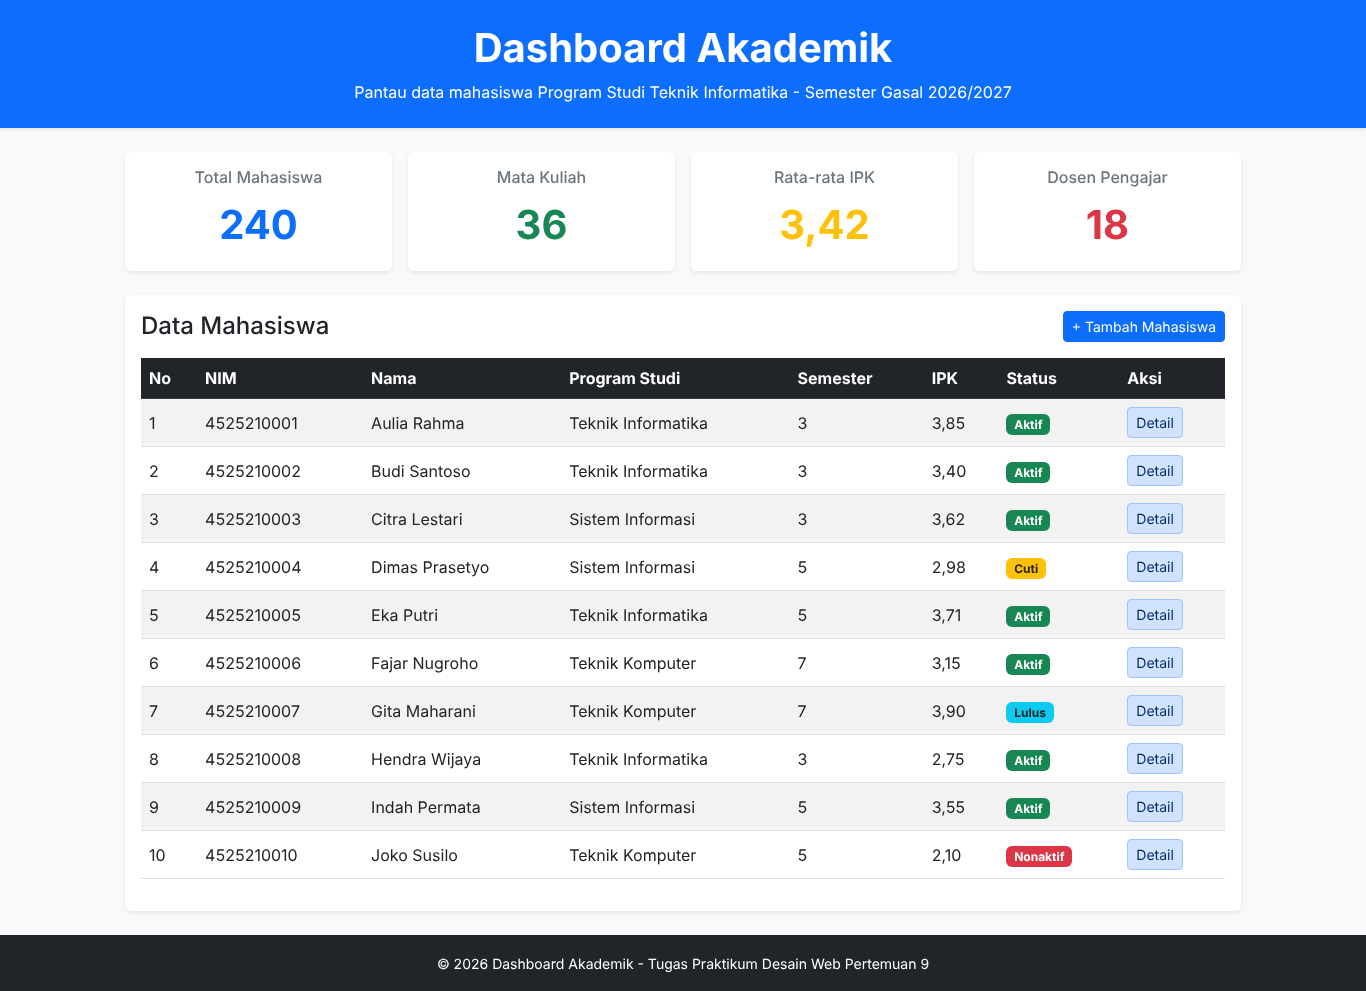 Dashboard Akademik
Pantau data mahasiswa Program Studi Teknik Informatika - Semester Gasal 2026/2027
Total Mahasiswa
240
Mata Kuliah
36
Rata-rata IPK
3,42
Dosen Pengajar
18
Data Mahasiswa
+ Tambah Mahasiswa
No NIM Nama Program Studi Semester IPK Status Aksi
1 4525210001 Aulia Rahma Teknik Informatika 3 3,85 Aktif Detail
2 4525210002 Budi Santoso Teknik Informatika 3 3,40 Aktif Detail
3 4525210003 Citra Lestari Sistem Informasi 3 3,62 Aktif Detail
4 4525210004 Dimas Prasetyo Sistem Informasi 5 2,98 Cuti Detail
5 4525210005 Eka Putri Teknik Informatika 5 3,71 Aktif Detail
6 4525210006 Fajar Nugroho Teknik Komputer 7 3,15 Aktif Detail
7 4525210007 Gita Maharani Teknik Komputer 7 3,90 Lulus Detail
8 4525210008 Hendra Wijaya Teknik Informatika 3 2,75 Aktif Detail
9 4525210009 Indah Permata Sistem Informasi 5 3,55 Aktif Detail
10 4525210010 Joko Susilo Teknik Komputer 5 2,10 Nonaktif Detail
© 2026 Dashboard Akademik - Tugas Praktikum Desain Web Pertemuan 9